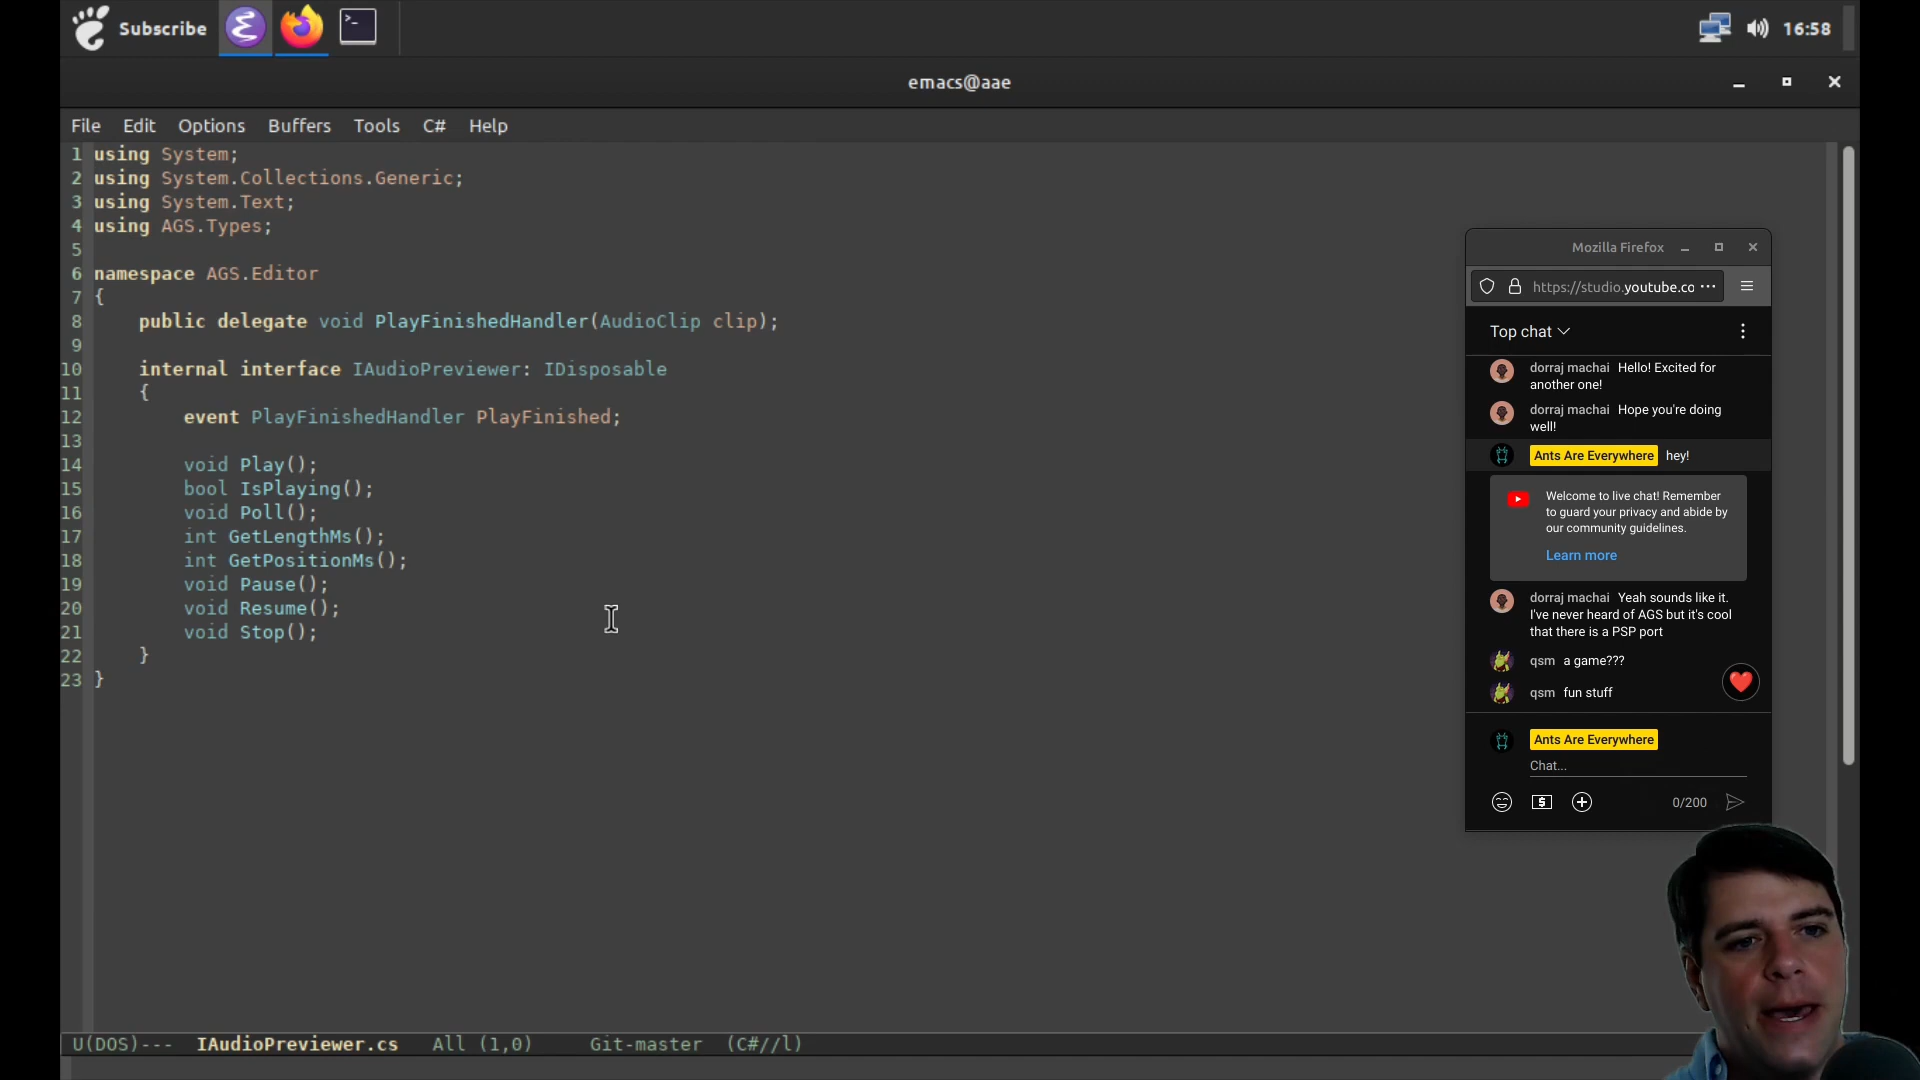 Subscribe
16:58
emacs@aae
File Edit Options Buffers Tools C# Help
1 using System;
2 using System.Collections.Generic;
3 using System.Text;
4 using AGS.Types;
5
6 namespace AGS.Editor
7 {
8 public delegate void PlayFinishedHandler(AudioClip clip);
9
10 internal interface IAudioPreviewer: IDisposable
11 {
12 event PlayFinishedHandler PlayFinished;
13
14 void Play();
15 bool IsPlaying();
16 void Poll();
17 int GetLengthMs();
18 int GetPositionMs();
19 void Pause();
20 void Resume();
21 void Stop();
22 }
23 }
U(DOS)--- IAudioPreviewer.cs All (1,0) Git-master (C#//l)
Mozilla Firefox
https://studio.youtube.co
Top chat
dorraj machai Hello! Excited for
another one!
dorraj machai Hope you're doing
well!
Ants Are Everywhere hey!
Welcome to live chat! Remember
to guard your privacy and abide by
our community guidelines.
Learn more
dorraj machai Yeah sounds like it.
I've never heard of AGS but it's cool
that there is a PSP port
qsm a game???
qsm fun stuff
Ants Are Everywhere
Chat...
0/200